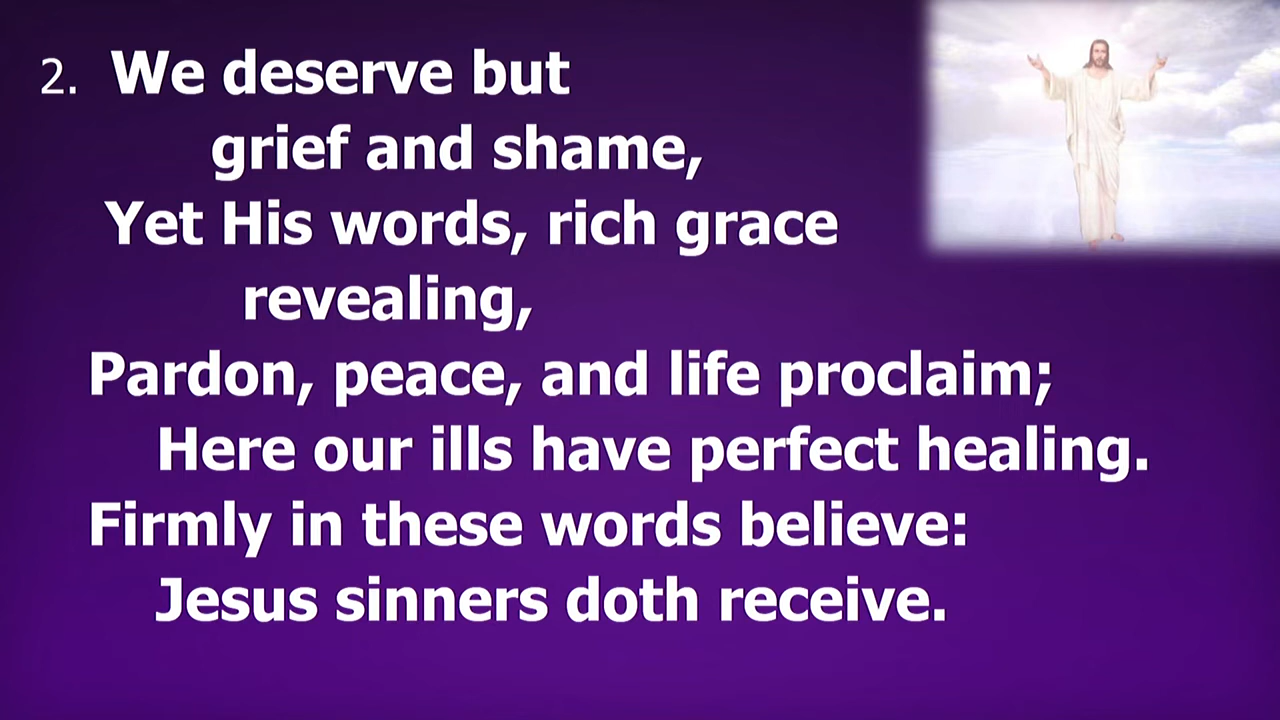 2. We deserve but
grief and shame,
Yet His words, rich grace
revealing,
Pardon, peace, and life proclaim;
Here our ills have perfect healing.
Firmly in these words believe:
Jesus sinners doth receive.